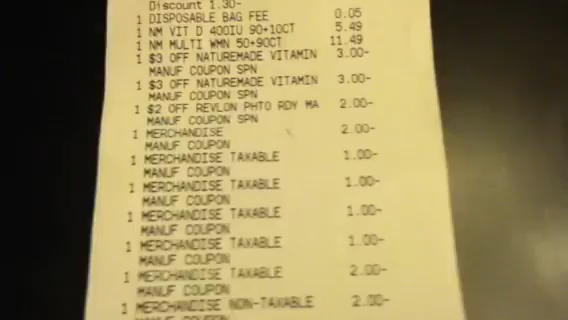 Discount 1.30-
1 DISPOSABLE BAG FEE 0.05
1 NM VIT D 400IU 90+10CT 5.49
1 NM MULTI WMN 50+90CT 11.49
1 $3 OFF NATUREMADE VITAMIN 3.00-
MANUF COUPON SPN
1 $3 OFF NATUREMADE VITAMIN 3.00-
MANUF COUPON SPN
1 $2 OFF REVLON PHTO RDY MA 2.00-
MANUF COUPON SPN
1 MERCHANDISE 2.00-
MANUF COUPON
1 MERCHANDISE TAXABLE 1.00-
MANUF COUPON
1 MERCHANDISE TAXABLE 1.00-
MANUF COUPON
1 MERCHANDISE TAXABLE 1.00-
MANUF COUPON
1 MERCHANDISE TAXABLE 1.00-
MANUF COUPON
1 MERCHANDISE TAXABLE 2.00-
MANUF COUPON
1 MERCHANDISE NON-TAXABLE 2.00-
MANUF COUPON